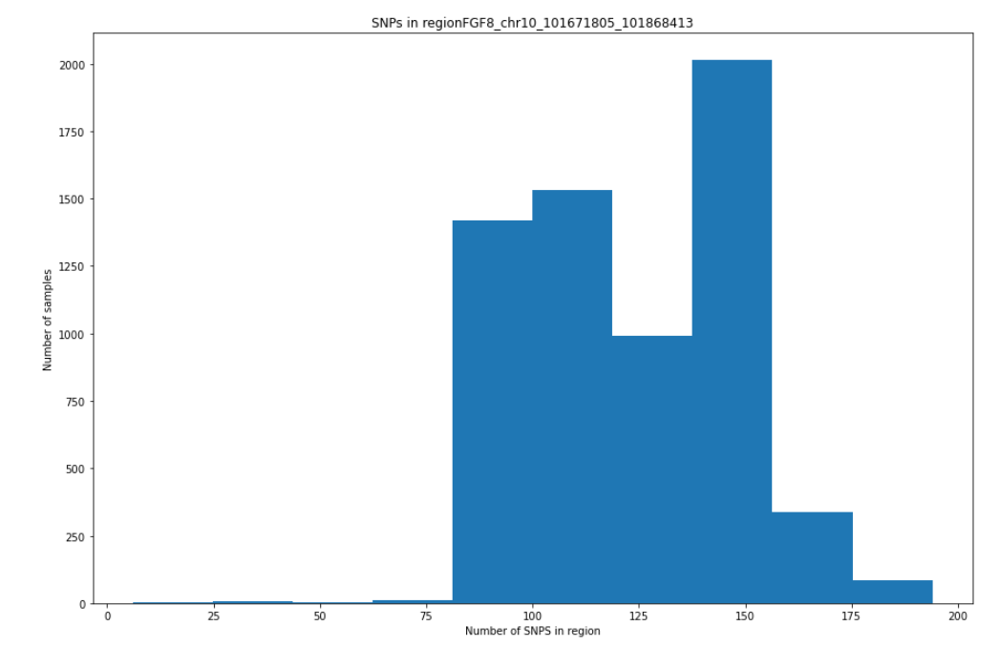 SNPs in regionFGF8_chr10_101671805_101868413
Number of samples
2000
1750
1500
1250
1000
750
500
250
0
0 25 50 75 100 125 150 175 200
Number of SNPS in region